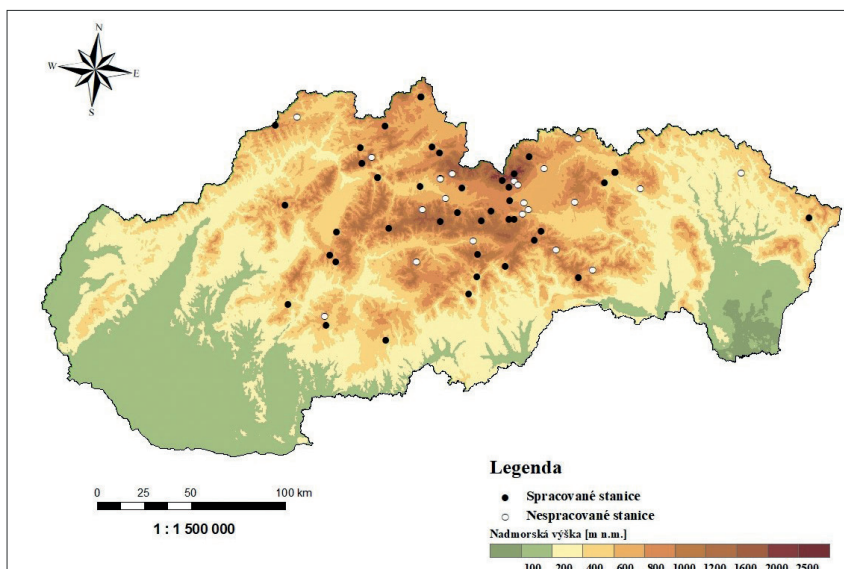 N
W E
S
0 25 50 100 km
1 : 1 500 000
Legenda
Spracované stanice
Nespracované stanice
Nadmorská výška [m n.m.]
100 200 400 600 800 1000 1200 1600 2000 2500